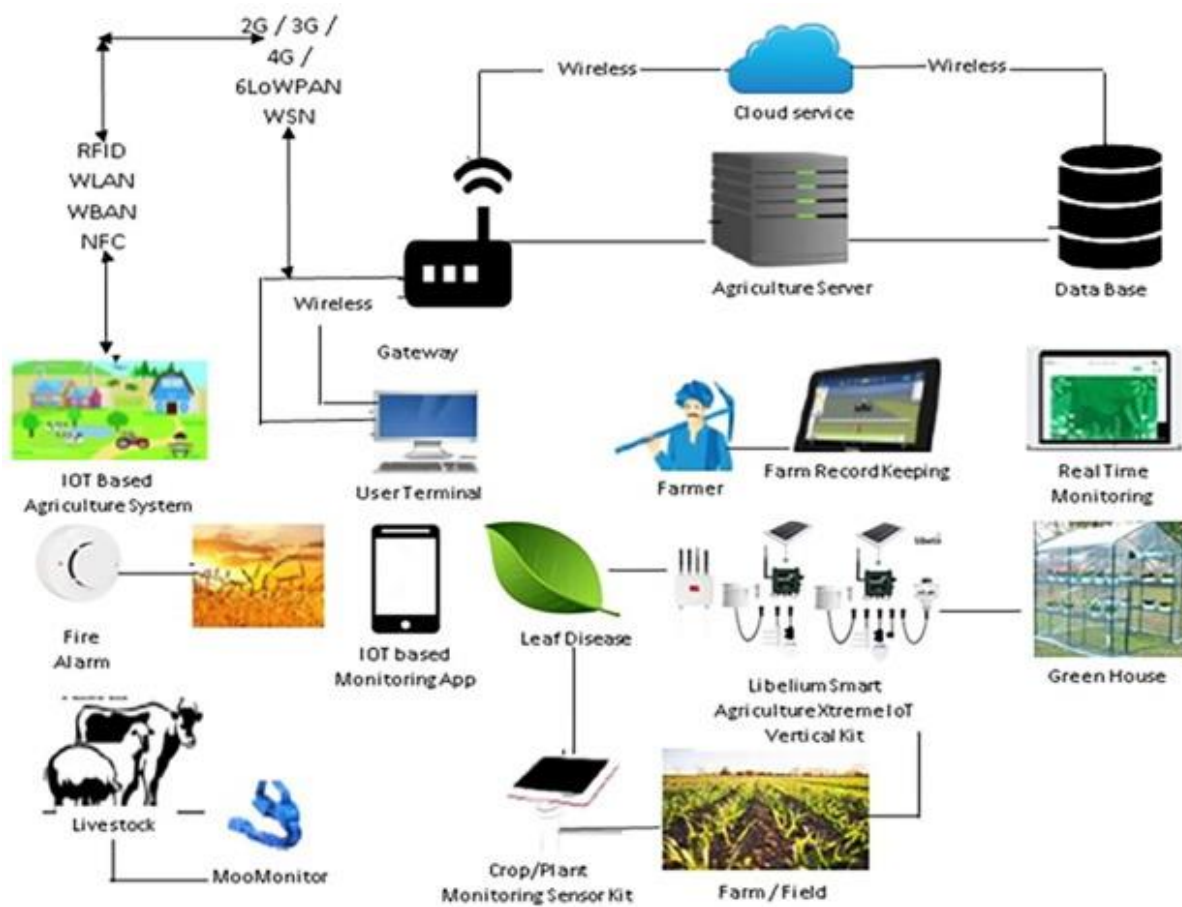 2G / 3G /
4G /
6LoWPAN
WSN
Wireless
Wireless
Cloud service
RFID
WLAN
WBAN
NFC
Agriculture Server
Data Base
Wireless
Gateway
IOT Based
Agriculture System
User Terminal
Farmer
Farm Record Keeping
Real Time
Monitoring
Fire
Alarm
IOT based
Monitoring App
Leaf Disease
Libelium Smart
Agriculture Xtreme IoT
Vertical Kit
Green House
Livestock
MooMonitor
Crop/Plant
Monitoring Sensor Kit
Farm / Field